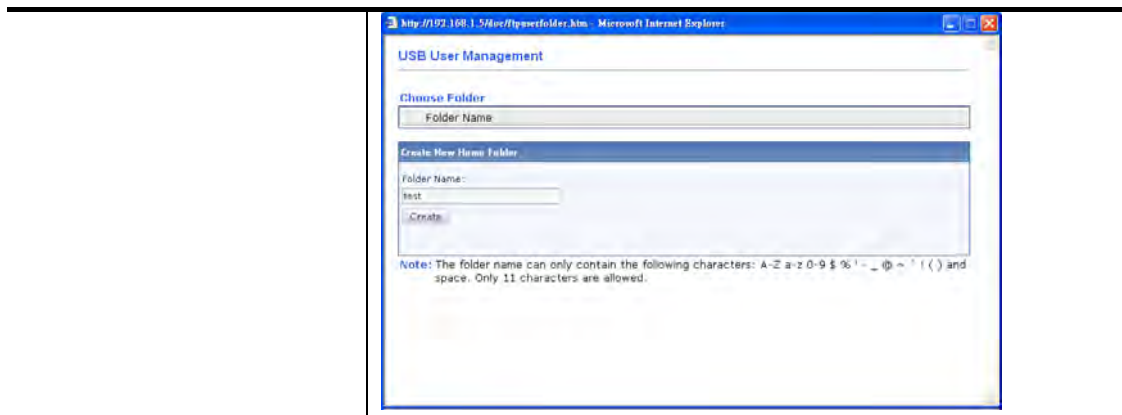 http://192.168.1.5/doc/ftpuserfolder.htm - Microsoft Internet Explorer
USB User Management
Choose Folder
Folder Name
Create New Home Folder
Folder Name:
test
Create
Note: The folder name can only contain the following characters: A-Z a-z 0-9 $ % ' - _ @ ~ ` ! ( ) and
space. Only 11 characters are allowed.